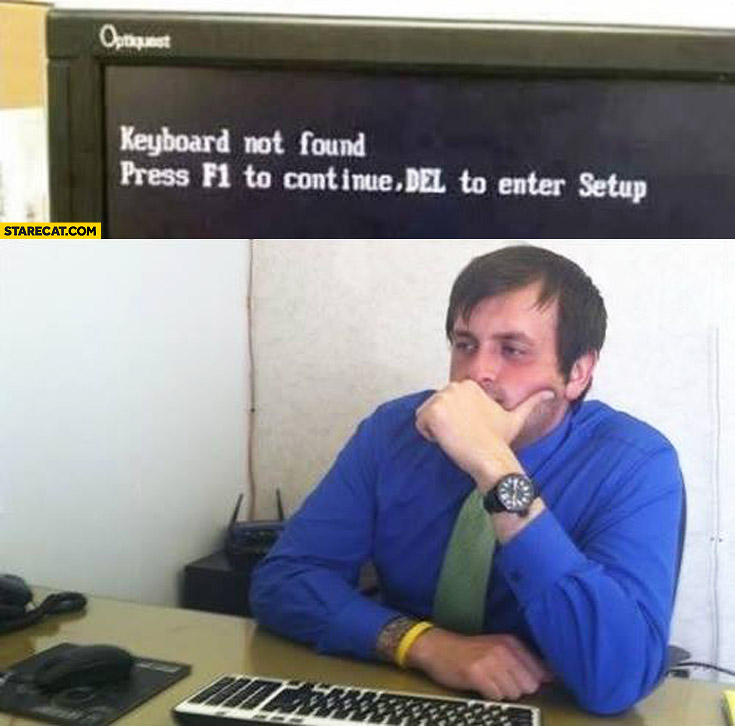 Optiquest
Keyboard not found
Press F1 to continue,DEL to enter Setup
STARECAT.COM